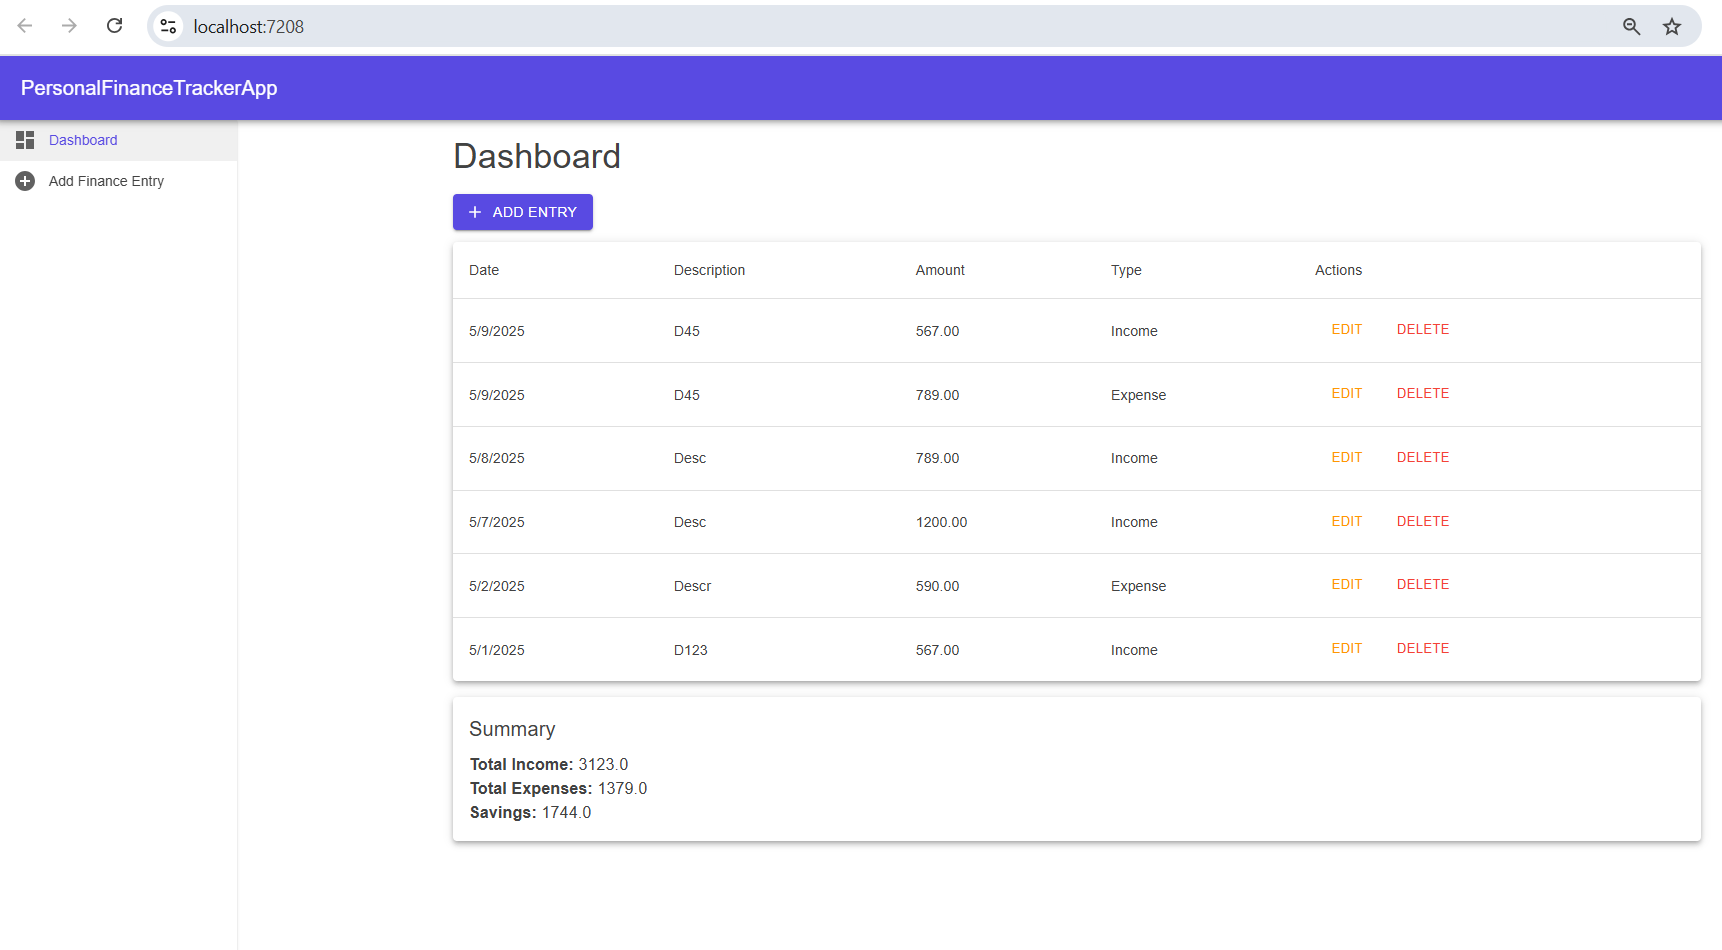 localhost:7208
PersonalFinanceTrackerApp
Dashboard
Add Finance Entry
Dashboard
ADD ENTRY
Date Description Amount Type Actions
5/9/2025 D45 567.00 Income EDIT DELETE
5/9/2025 D45 789.00 Expense EDIT DELETE
5/8/2025 Desc 789.00 Income EDIT DELETE
5/7/2025 Desc 1200.00 Income EDIT DELETE
5/2/2025 Descr 590.00 Expense EDIT DELETE
5/1/2025 D123 567.00 Income EDIT DELETE
Summary
Total Income: 3123.0
Total Expenses: 1379.0
Savings: 1744.0